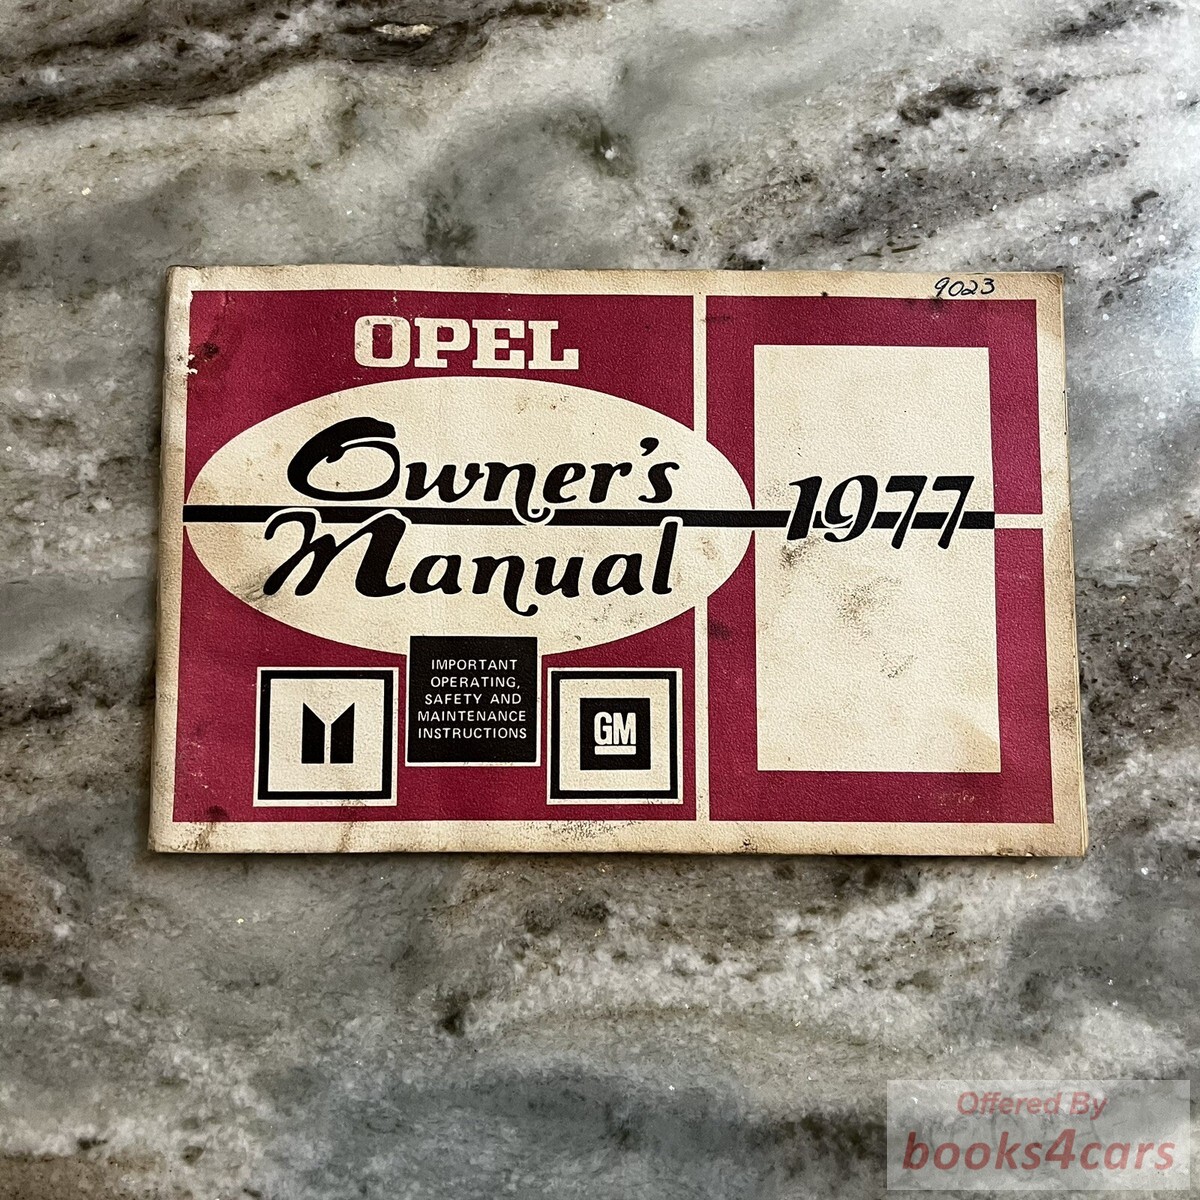 9023
OPEL
Owner's
Manual
1977
IMPORTANT
OPERATING,
SAFETY AND
MAINTENANCE
INSTRUCTIONS
GM
Offered By
books4cars